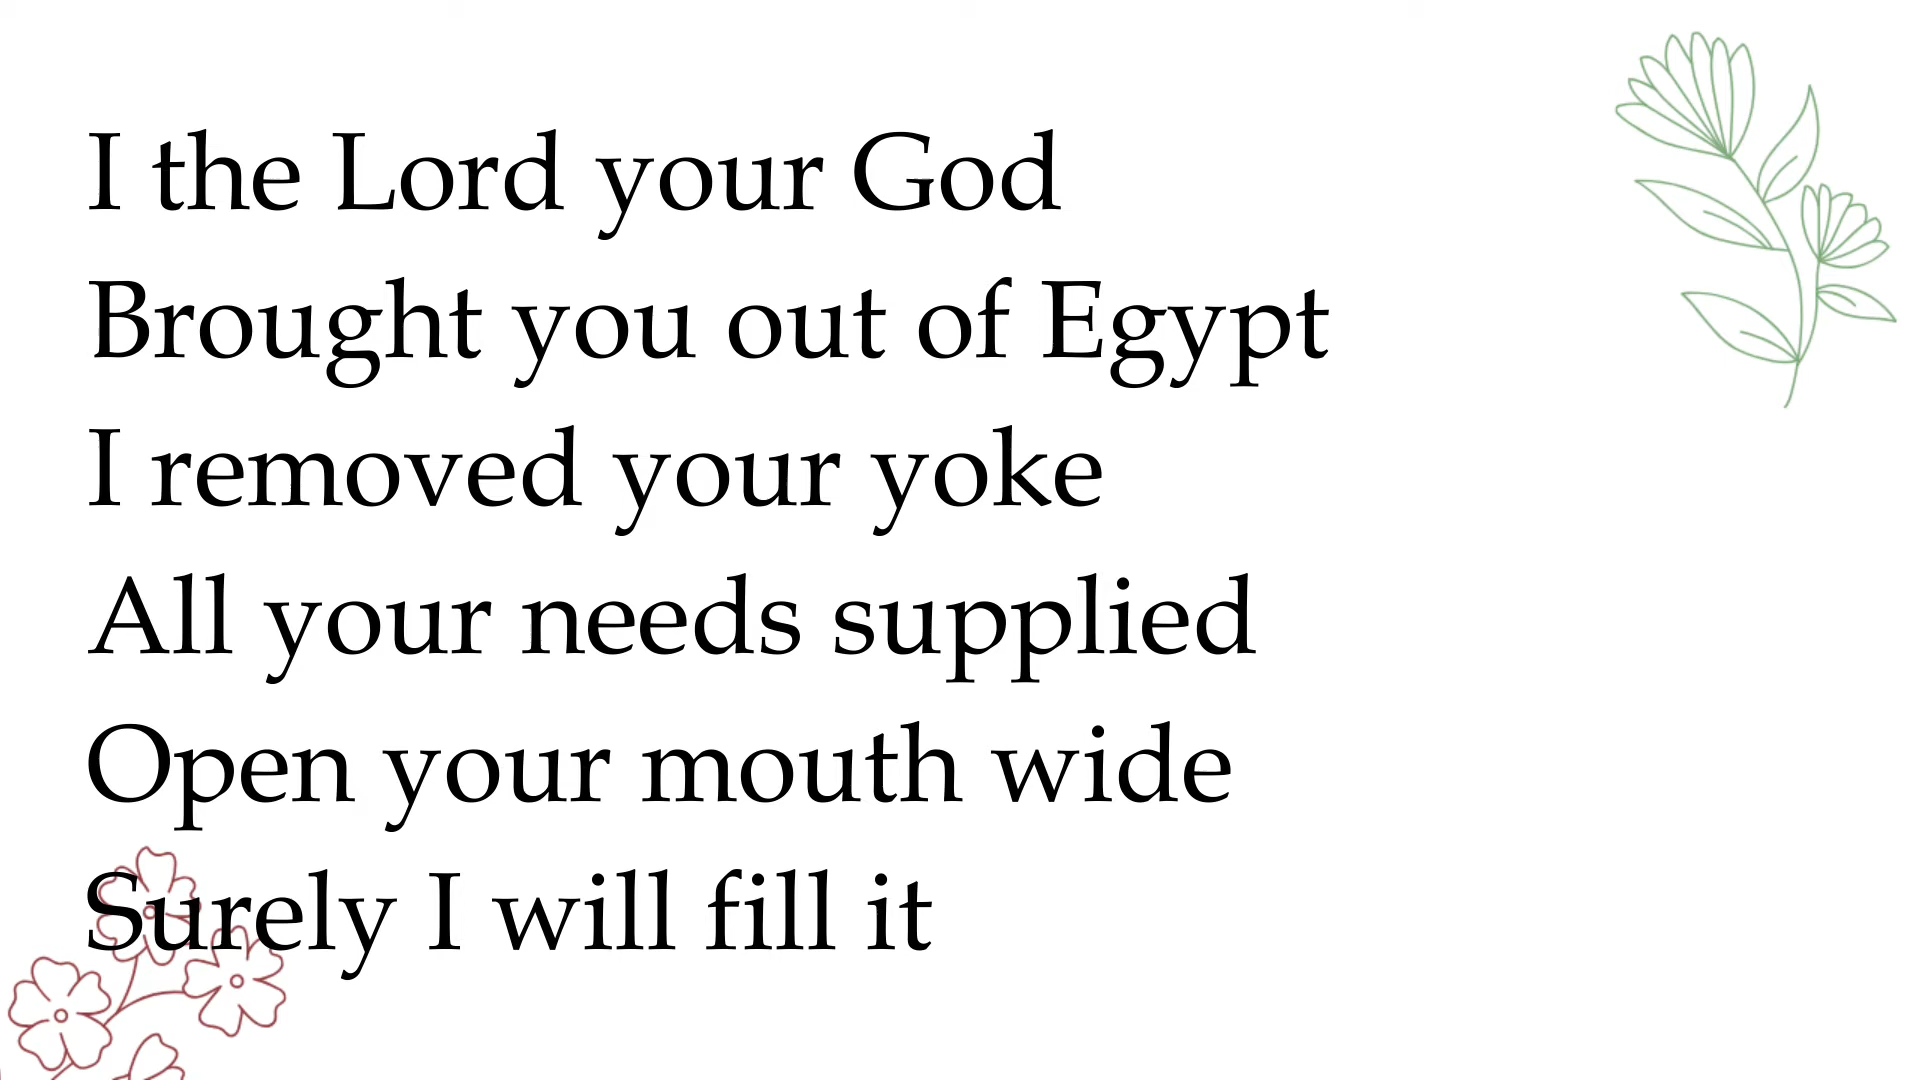 I the Lord your God
Brought you out of Egypt
I removed your yoke
All your needs supplied
Open your mouth wide
Surely I will fill it